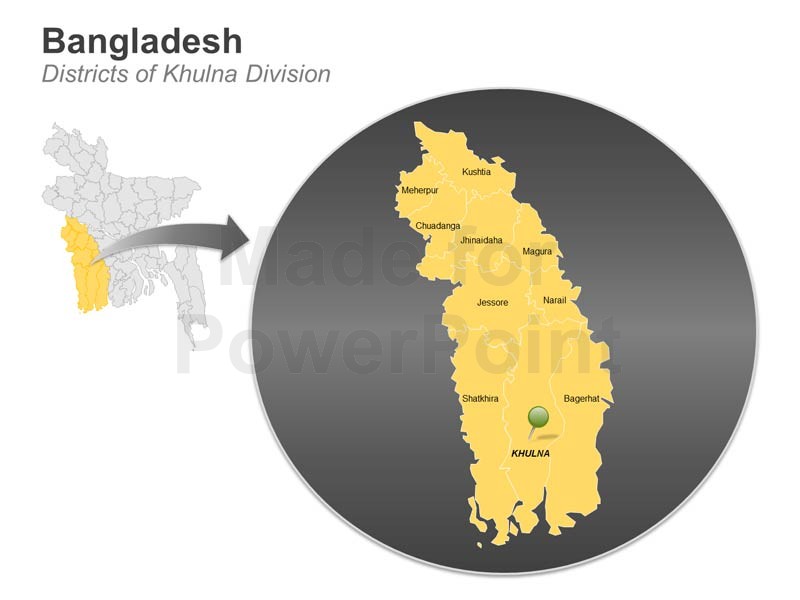 Bangladesh
Districts of Khulna Division
Kushtia
Meherpur
Chuadanga
Jhinaidaha
Magura
Made for
PowerPoint
Jessore
Narail
Shatkhira
Bagerhat
KHULNA